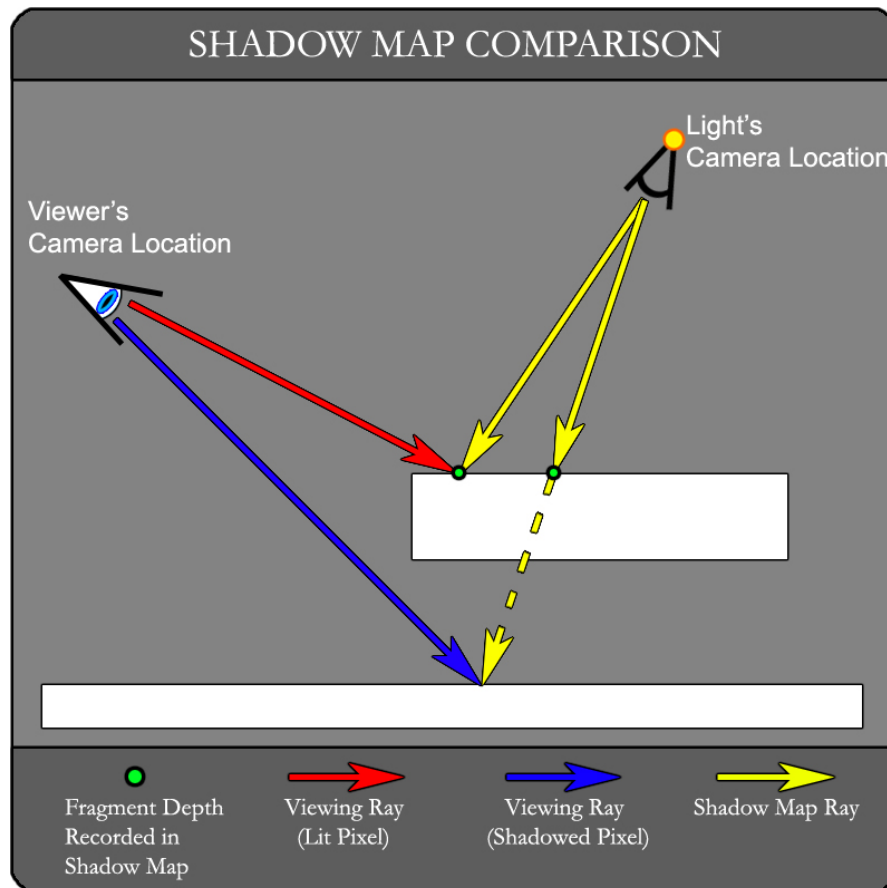 SHADOW MAP COMPARISON
Light's
Camera Location
Viewer's
Camera Location
Fragment Depth
Recorded in
Shadow Map
Viewing Ray
(Lit Pixel)
Viewing Ray
(Shadowed Pixel)
Shadow Map Ray